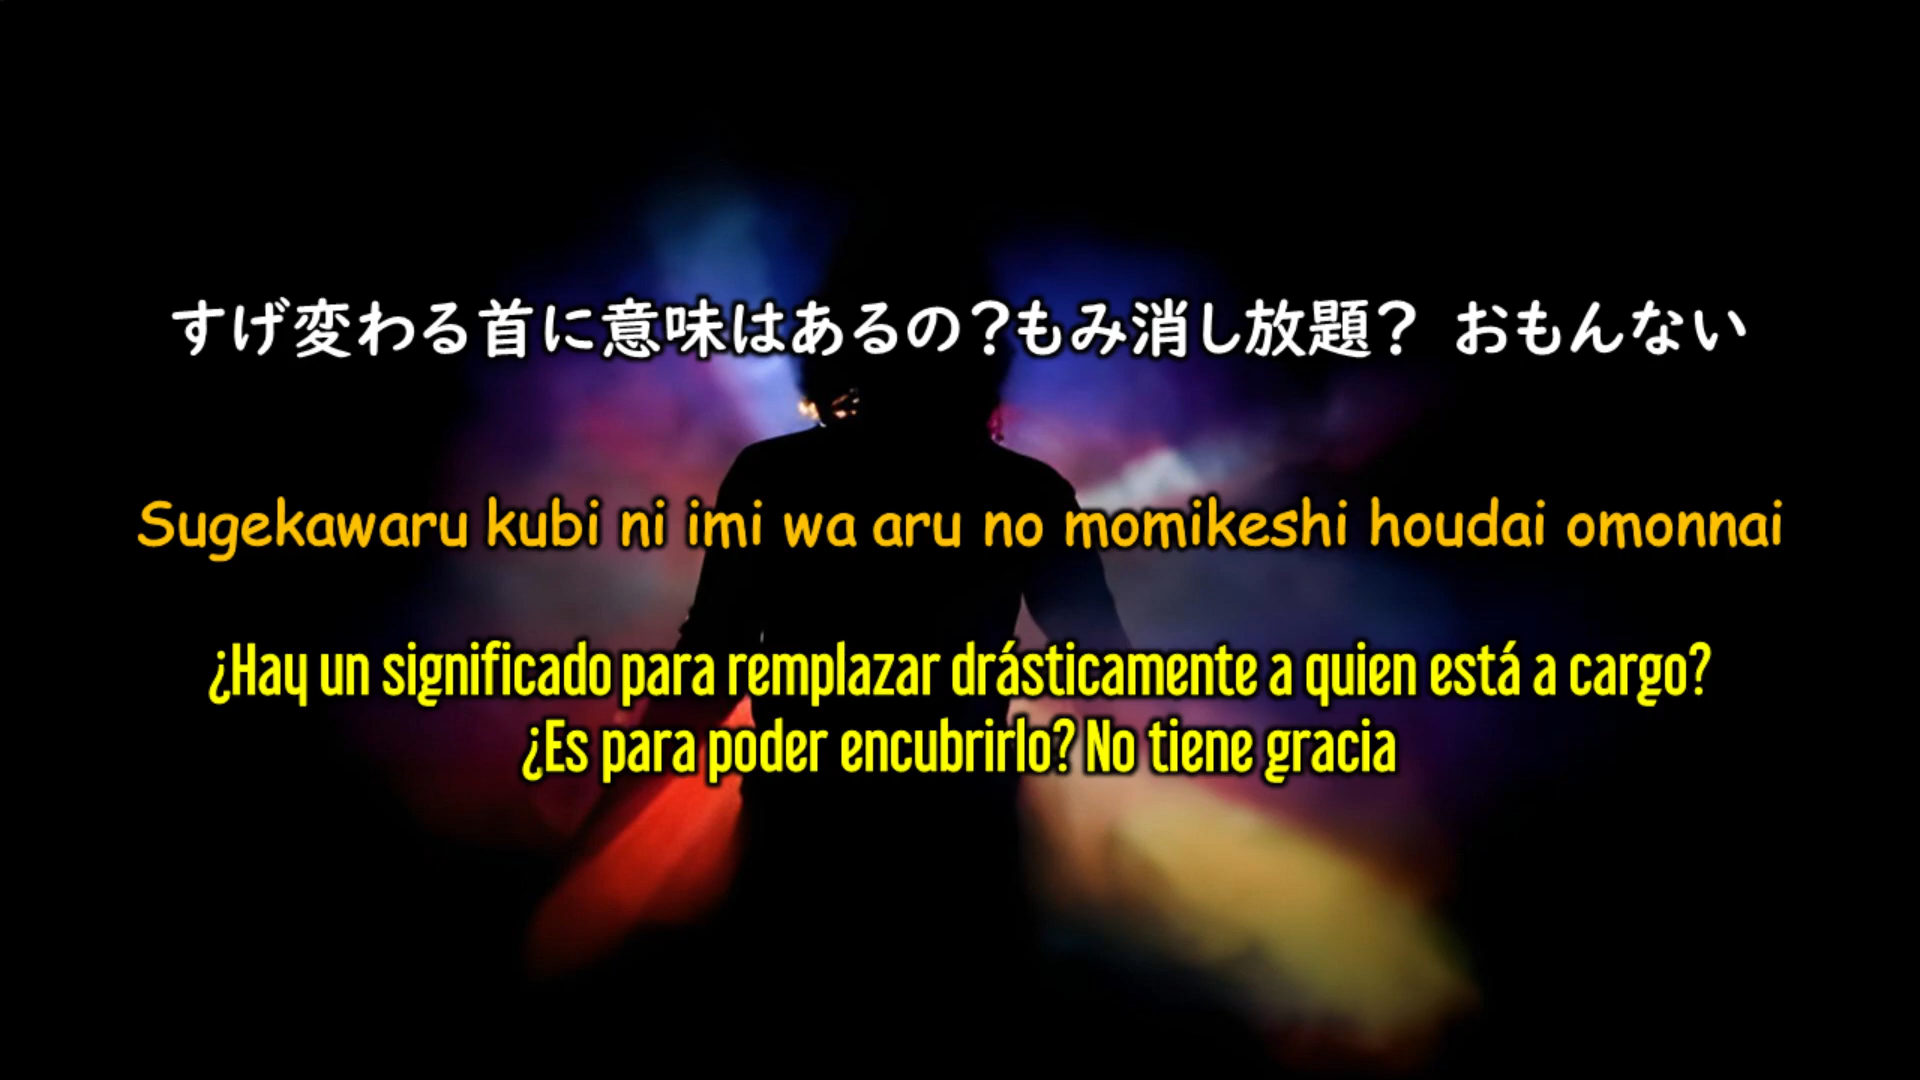 すげ変わる首に意味はあるの？もみ消し放題？ おもんない
Sugekawaru kubi ni imi wa aru no momikeshi houdai omonnai
¿Hay un significado para remplazar drásticamente a quien está a cargo?
¿Es para poder encubrirlo? No tiene gracia